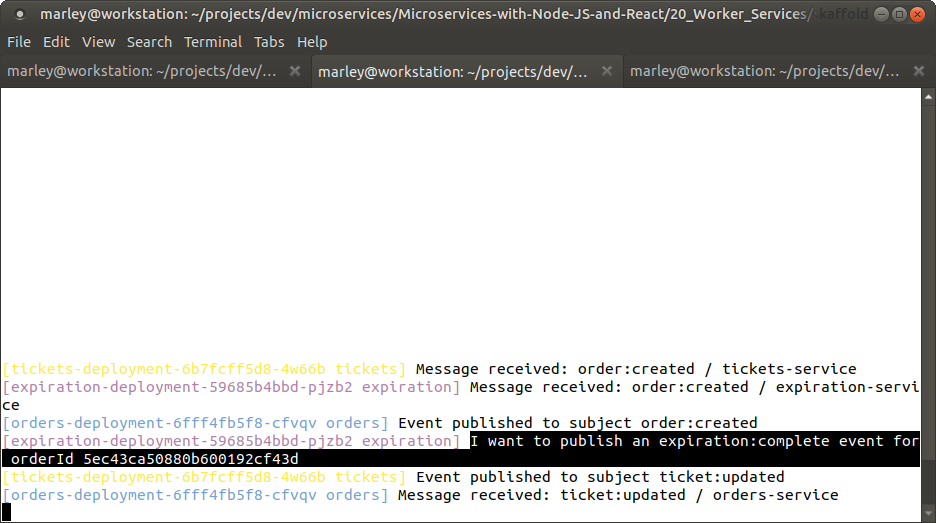 marley@workstation: ~/projects/dev/microservices/Microservices-with-Node-JS-and-React/20_Worker_Services/skaffold
File Edit View Search Terminal Tabs Help
marley@workstation: ~/projects/dev/... marley@workstation: ~/projects/dev/... marley@workstation: ~/projects/dev/...
[tickets-deployment-6b7fcff5d8-4w66b tickets] Message received: order:created / tickets-service
[expiration-deployment-59685b4bbd-pjzb2 expiration] Message received: order:created / expiration-servi
ce
[orders-deployment-6fff4fb5f8-cfvqv orders] Event published to subject order:created
[expiration-deployment-59685b4bbd-pjzb2 expiration] I want to publish an expiration:complete event for
orderId 5ec43ca50880b600192cf43d
[tickets-deployment-6b7fcff5d8-4w66b tickets] Event published to subject ticket:updated
[orders-deployment-6fff4fb5f8-cfvqv orders] Message received: ticket:updated / orders-service